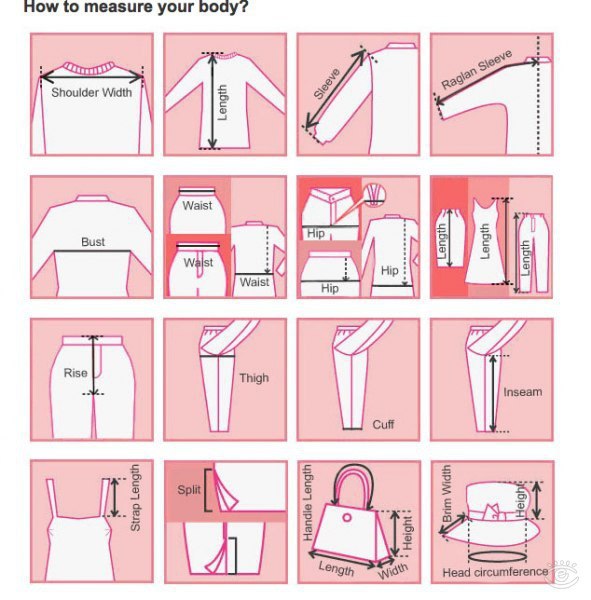 How to measure your body?
Shoulder Width
Length
Sleeve
Raglan Sleeve
Bust
Waist
Waist
Waist
Hip
Hip
Hip
Length
Length
Length
Rise
Thigh
Cuff
Inseam
Strap Length
Split
Handle Length
Height
Length
Width
Brim Width
Height
Head circumference